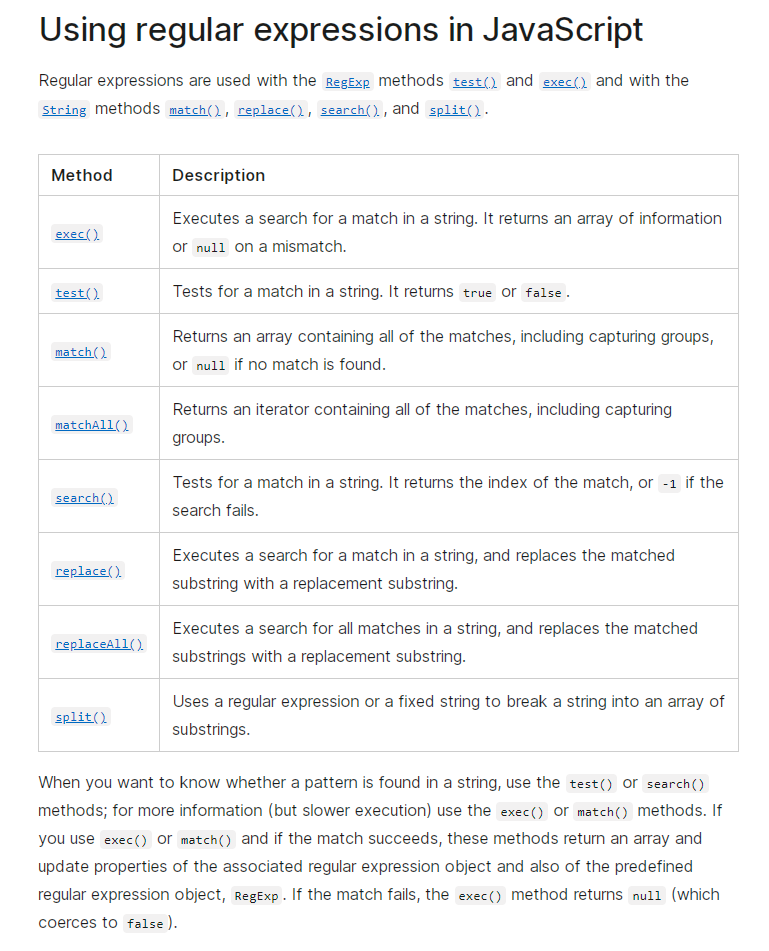 Using regular expressions in JavaScript
Regular expressions are used with the RegExp methods test() and exec() and with the
String methods match(), replace(), search(), and split().
Method Description
exec() Executes a search for a match in a string. It returns an array of information
or null on a mismatch.
test() Tests for a match in a string. It returns true or false.
match() Returns an array containing all of the matches, including capturing groups,
or null if no match is found.
matchAll() Returns an iterator containing all of the matches, including capturing
groups.
search() Tests for a match in a string. It returns the index of the match, or -1 if the
search fails.
replace() Executes a search for a match in a string, and replaces the matched
substring with a replacement substring.
replaceAll() Executes a search for all matches in a string, and replaces the matched
substrings with a replacement substring.
split() Uses a regular expression or a fixed string to break a string into an array of
substrings.
When you want to know whether a pattern is found in a string, use the test() or search()
methods; for more information (but slower execution) use the exec() or match() methods. If
you use exec() or match() and if the match succeeds, these methods return an array and
update properties of the associated regular expression object and also of the predefined
regular expression object, RegExp. If the match fails, the exec() method returns null (which
coerces to false).